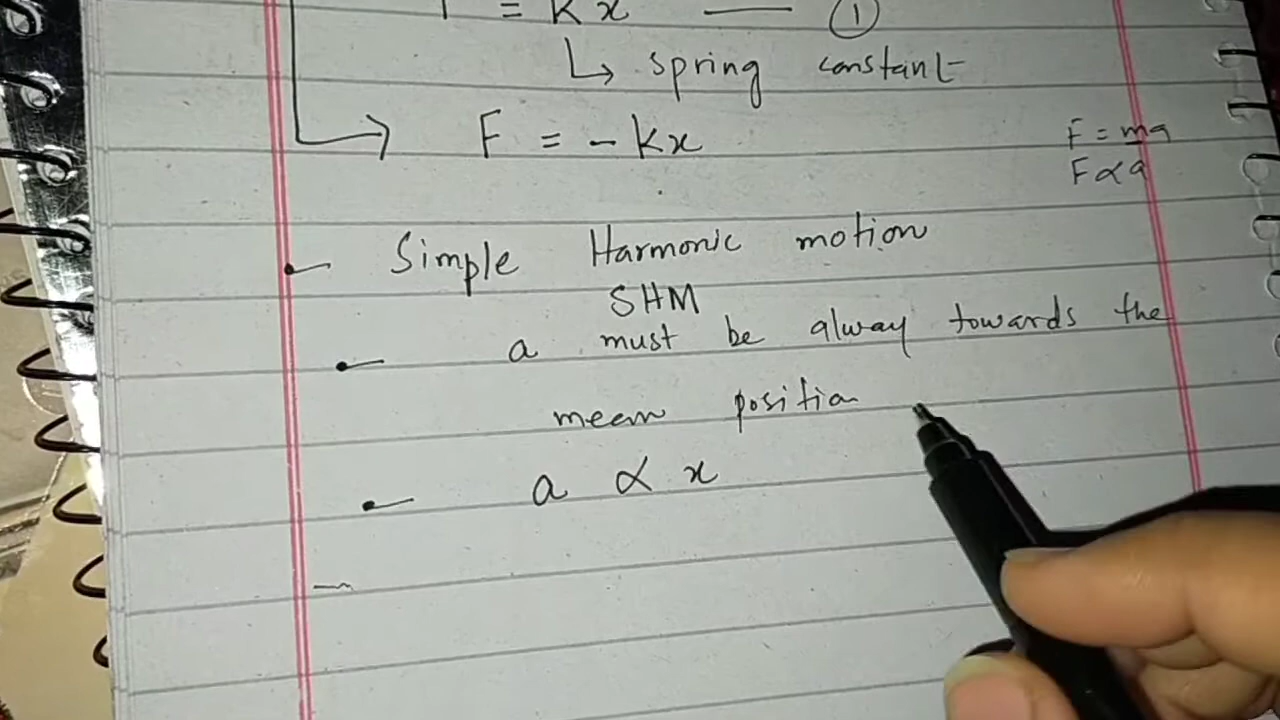 = Kx —— ①
↳ spring constant
→ F = -Kx
F = ma
F ∝ a
• Simple Harmonic motion
SHM
• a must be alway towards the
mean position
• a ∝ x